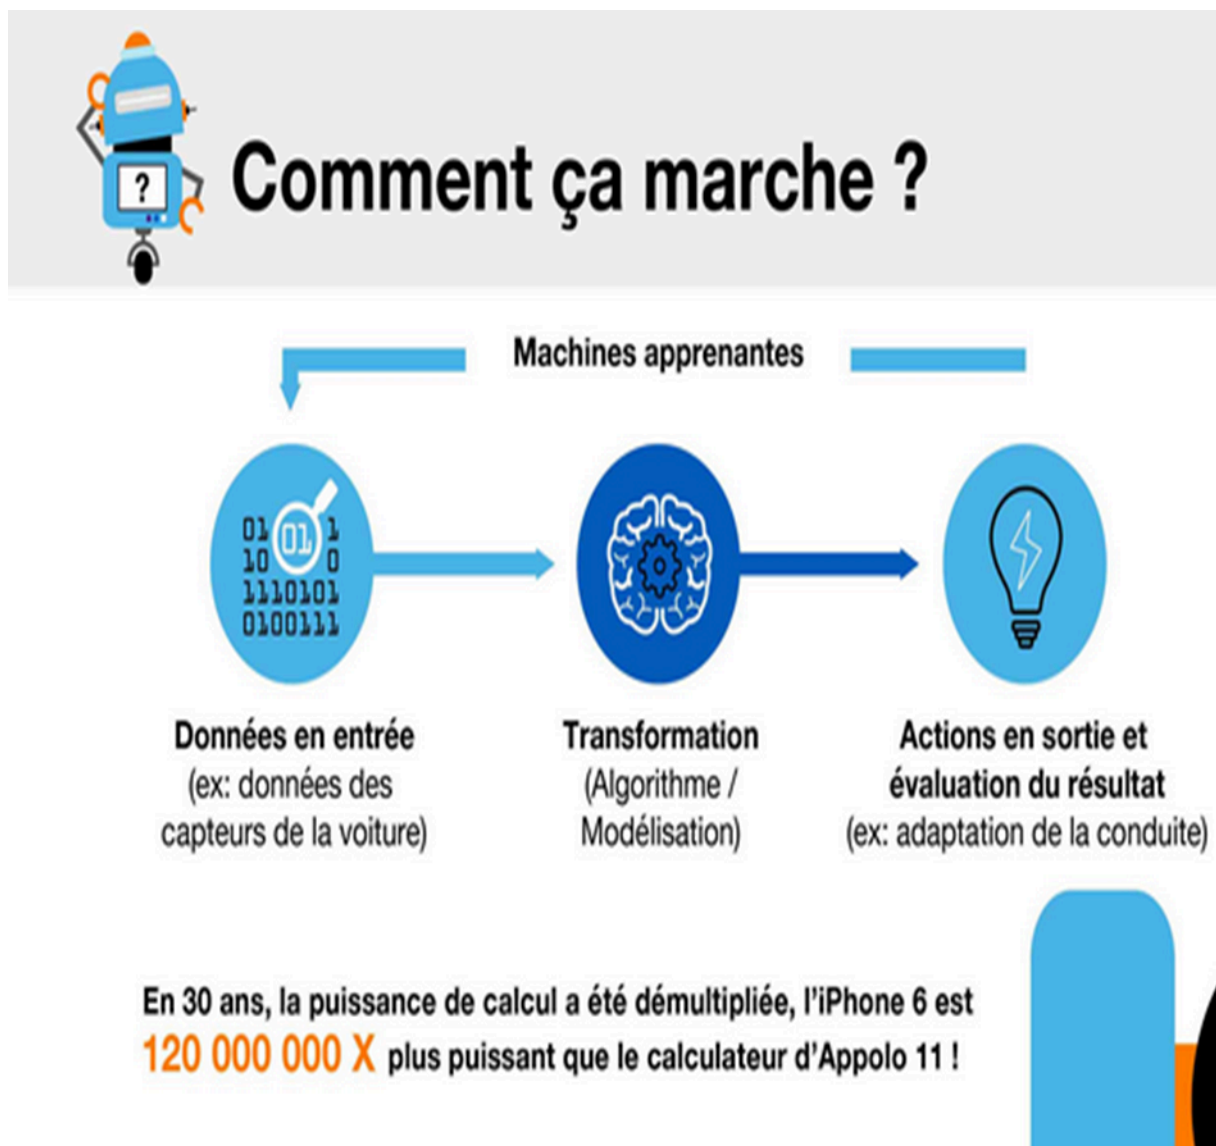 ?
Comment ça marche ?
Machines apprenantes
01 01 1
10 0
1110101
0100111
Données en entrée
(ex: données des
capteurs de la voiture)
Transformation
(Algorithme /
Modélisation)
Actions en sortie et
évaluation du résultat
(ex: adaptation de la conduite)
En 30 ans, la puissance de calcul a été démultipliée, l'iPhone 6 est
120 000 000 X plus puissant que le calculateur d'Appolo 11 !